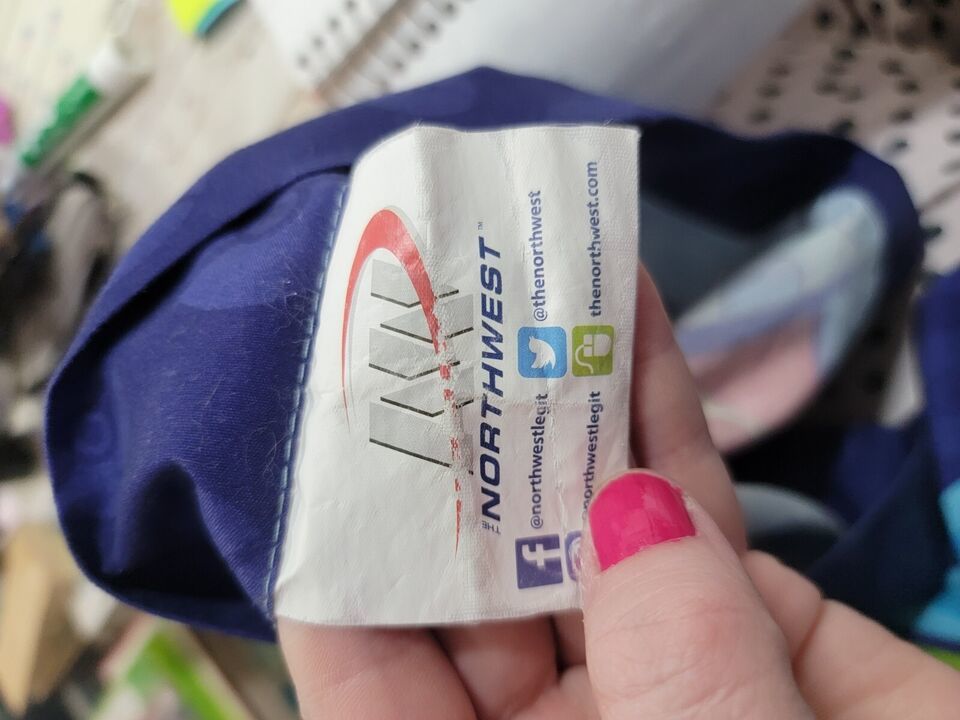 THE NORTHWEST™
@northwestlegit @thenorthwest
northwestlegit thenorthwest.com